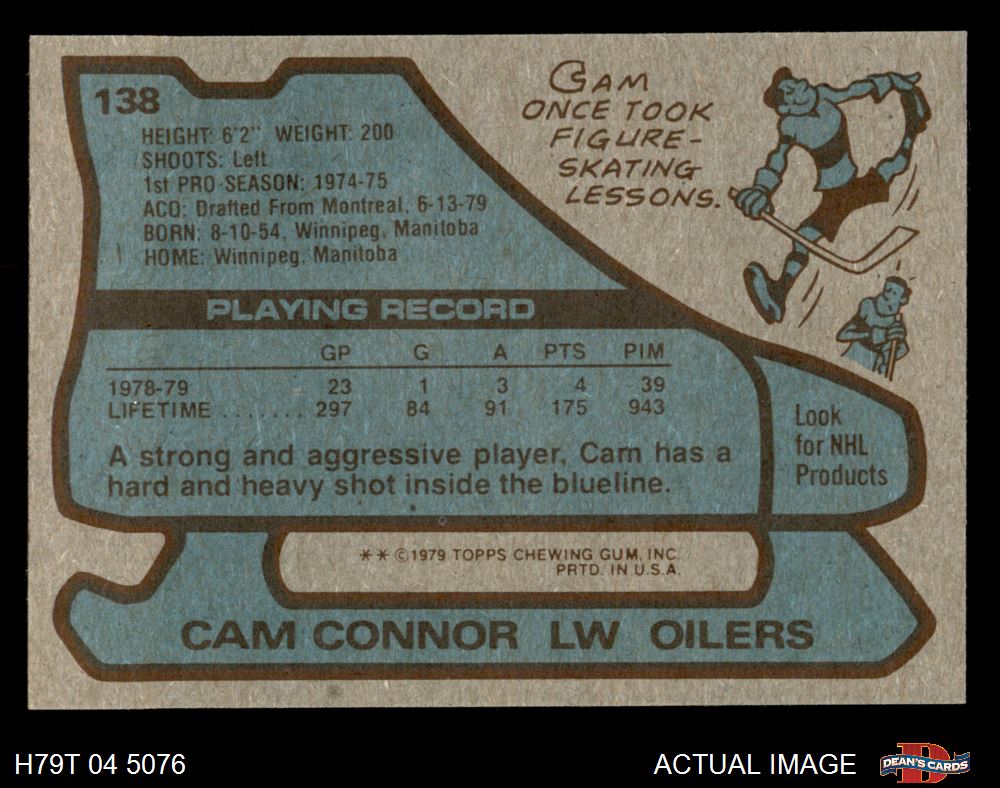 138
HEIGHT: 6'2" WEIGHT: 200
SHOOTS: Left
1st PRO SEASON: 1974-75
ACQ: Drafted From Montreal, 6-13-79
BORN: 8-10-54, Winnipeg, Manitoba
HOME: Winnipeg, Manitoba
CAM
ONCE TOOK
FIGURE-
SKATING
LESSONS.
PLAYING RECORD
GP G A PTS PIM
1978-79 23 1 3 4 39
LIFETIME ....... 297 84 91 175 943
A strong and aggressive player, Cam has a
hard and heavy shot inside the blueline.
Look
for NHL
Products
** ©1979 TOPPS CHEWING GUM, INC.
PRTD. IN U.S.A.
CAM CONNOR LW OILERS
H79T 04 5076
ACTUAL IMAGE
D
DEAN'S CARDS